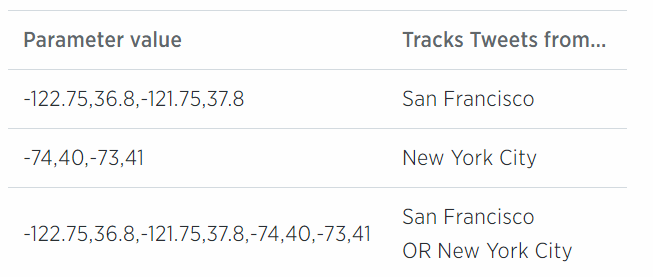 Parameter value Tracks Tweets from...
-122.75,36.8,-121.75,37.8 San Francisco
-74,40,-73,41 New York City
-122.75,36.8,-121.75,37.8,-74,40,-73,41 San Francisco
OR New York City